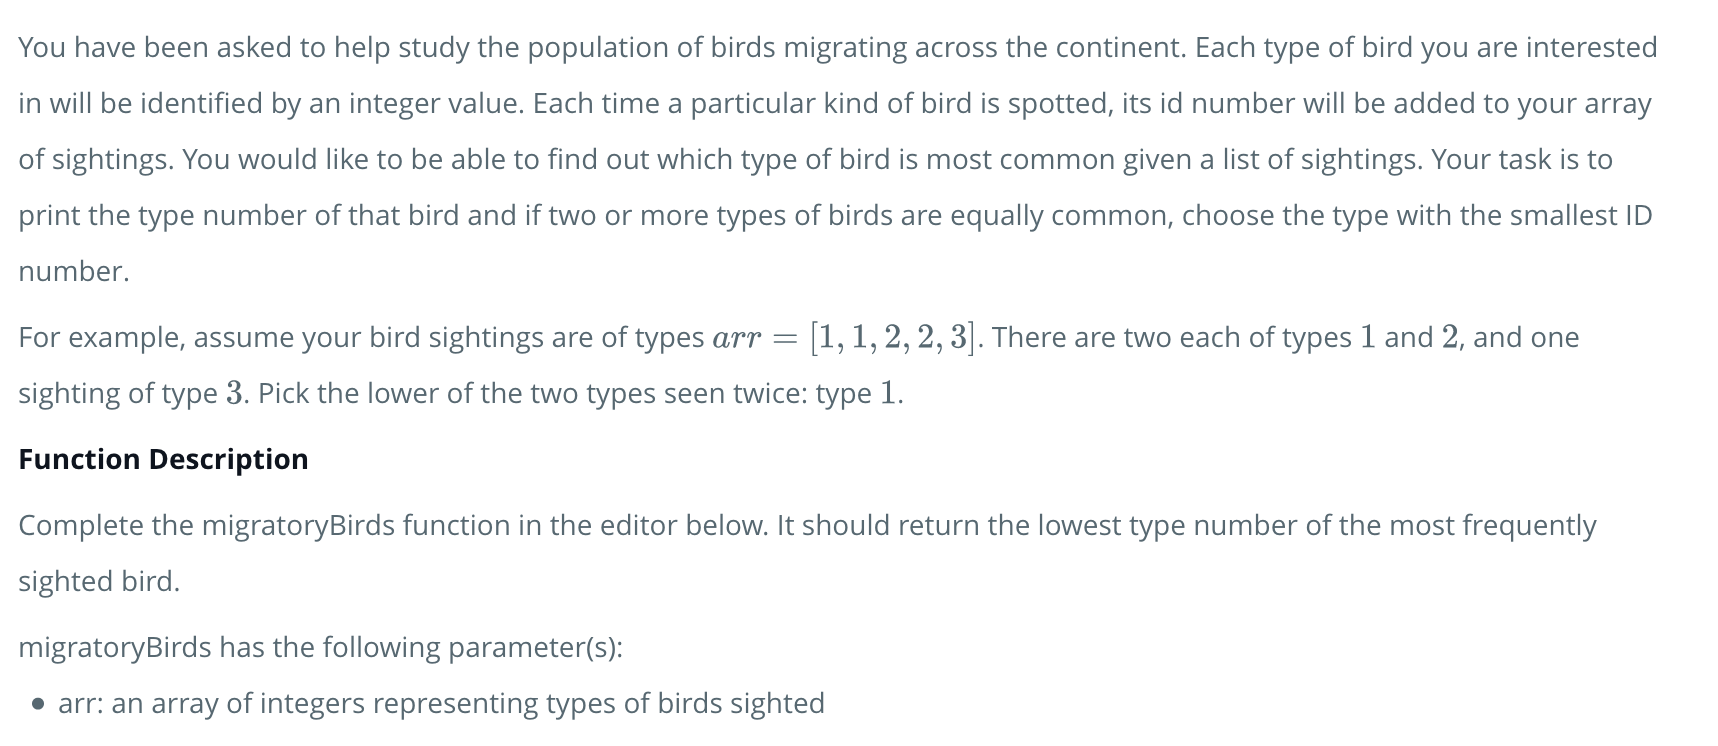 You have been asked to help study the population of birds migrating across the continent. Each type of bird you are interested
in will be identified by an integer value. Each time a particular kind of bird is spotted, its id number will be added to your array
of sightings. You would like to be able to find out which type of bird is most common given a list of sightings. Your task is to
print the type number of that bird and if two or more types of birds are equally common, choose the type with the smallest ID
number.
For example, assume your bird sightings are of types arr = [1, 1, 2, 2, 3]. There are two each of types 1 and 2, and one
sighting of type 3. Pick the lower of the two types seen twice: type 1.
Function Description
Complete the migratoryBirds function in the editor below. It should return the lowest type number of the most frequently
sighted bird.
migratoryBirds has the following parameter(s):
• arr: an array of integers representing types of birds sighted